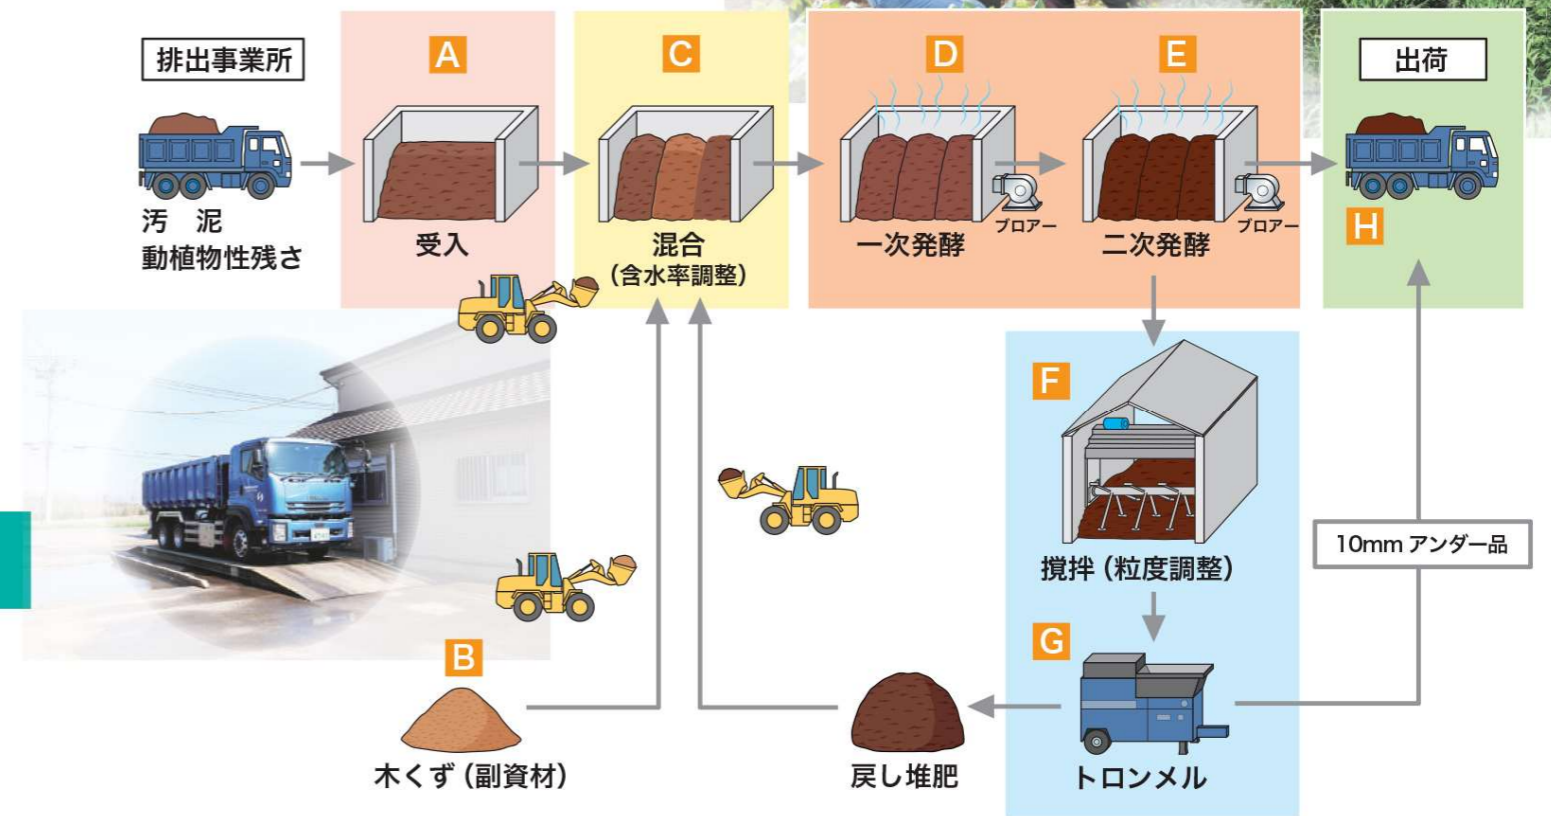 排出事業所
汚 泥
動植物性残さ
A
受入
C
混合
(含水率調整)
D
ブロアー
一次発酵
E
ブロアー
二次発酵
出荷
H
F
撹拌(粒度調整)
10mm アンダー品
G
トロンメル
戻し堆肥
B
木くず(副資材)